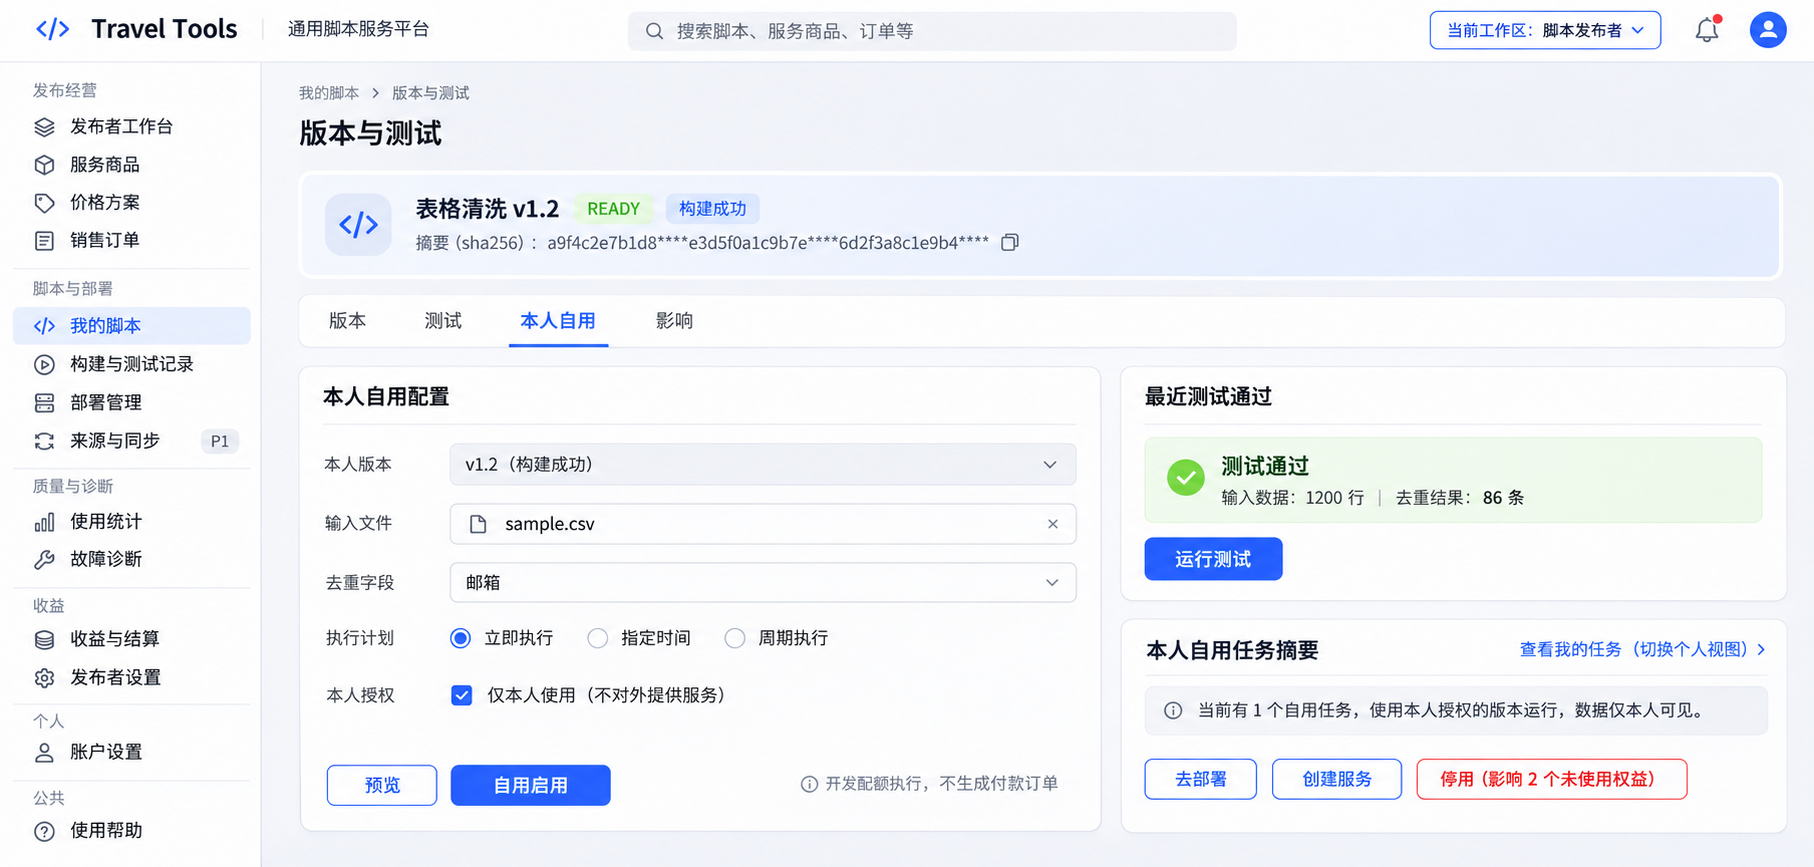 </> Travel Tools
通用脚本服务平台
搜索脚本、服务商品、订单等
当前工作区：脚本发布者
发布经营
发布者工作台
服务商品
价格方案
销售订单
脚本与部署
</> 我的脚本
构建与测试记录
部署管理
来源与同步 P1
质量与诊断
使用统计
故障诊断
收益
收益与结算
发布者设置
个人
账户设置
公共
使用帮助
我的脚本 > 版本与测试
版本与测试
</>
表格清洗 v1.2 READY 构建成功
摘要 (sha256)：a9f4c2e7b1d8****e3d5f0a1c9b7e****6d2f3a8c1e9b4****
版本 测试 本人自用 影响
本人自用配置
本人版本 v1.2（构建成功）
输入文件 sample.csv ×
去重字段 邮箱
执行计划 立即执行 指定时间 周期执行
本人授权 仅本人使用（不对外提供服务）
预览 自用启用 开发配额执行，不生成付款订单
最近测试通过
测试通过
输入数据：1200 行 | 去重结果：86 条
运行测试
本人自用任务摘要 查看我的任务（切换个人视图） >
当前有 1 个自用任务，使用本人授权的版本运行，数据仅本人可见。
去部署 创建服务 停用（影响 2 个未使用权益）